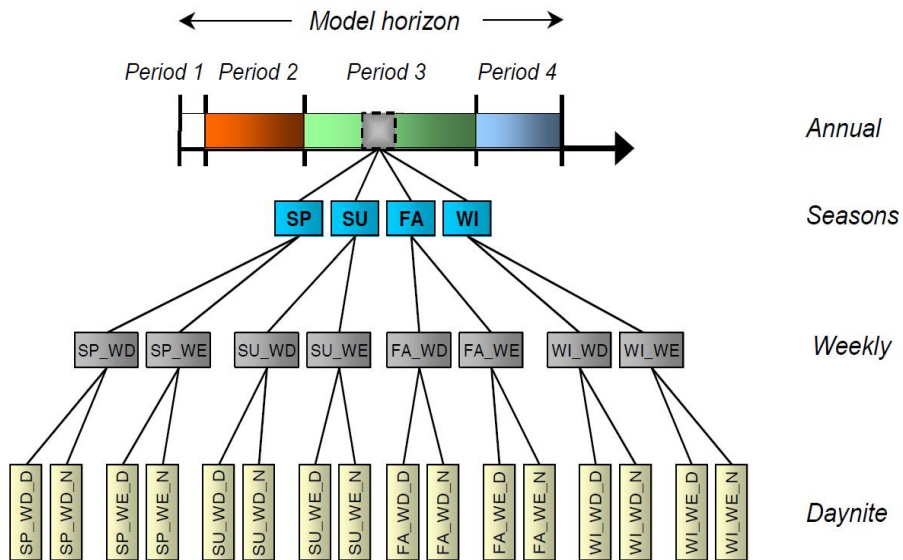 Model horizon
Period 1 Period 2 Period 3 Period 4
Annual
SP SU FA WI
Seasons
SP_WD SP_WE SU_WD SU_WE FA_WD FA_WE WI_WD WI_WE
Weekly
SP_WD_D SP_WD_N SP_WE_D SP_WE_N SU_WD_D SU_WD_N SU_WE_D SU_WE_N FA_WD_D FA_WD_N FA_WE_D FA_WE_N WI_WD_D WI_WD_N WI_WE_D WI_WE_N
Daynite